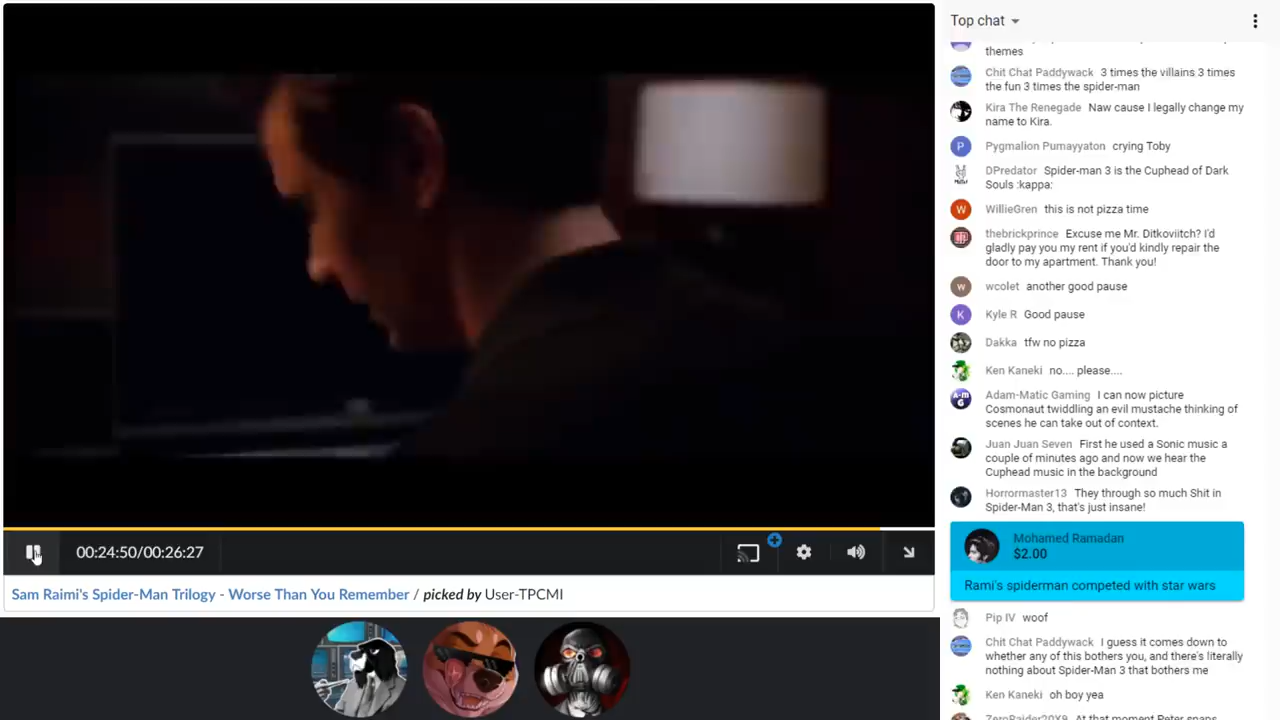 Top chat
themes
Chit Chat Paddywack 3 times the villains 3 times
the fun 3 times the spider-man
Kira The Renegade Naw cause I legally change my
name to Kira.
P
Pygmalion Pumayyaton crying Toby
DPredator Spider-man 3 is the Cuphead of Dark
Souls :kappa:
W
WillieGren this is not pizza time
thebrickprince Excuse me Mr. Ditkoviitch? I'd
gladly pay you my rent if you'd kindly repair the
door to my apartment. Thank you!
w
wcolet another good pause
K
Kyle R Good pause
Dakka tfw no pizza
Ken Kaneki no.... please....
A-M
G
Adam-Matic Gaming I can now picture
Cosmonaut twiddling an evil mustache thinking of
scenes he can take out of context.
Juan Juan Seven First he used a Sonic music a
couple of minutes ago and now we hear the
Cuphead music in the background
Horrormaster13 They through so much Shit in
Spider-Man 3, that's just insane!
Mohamed Ramadan
$2.00
Rami's spiderman competed with star wars
Pip IV woof
Chit Chat Paddywack I guess it comes down to
whether any of this bothers you, and there's literally
nothing about Spider-Man 3 that bothers me
Ken Kaneki oh boy yea
ZeroRaider20X9 At that moment Peter snaps
00:24:50/00:26:27
Sam Raimi's Spider-Man Trilogy - Worse Than You Remember / picked by User-TPCMI